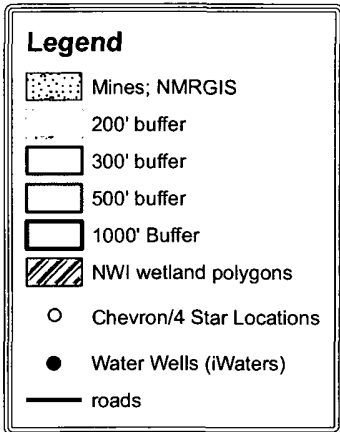 Legend
Mines; NMRGIS
200' buffer
300' buffer
500' buffer
1000' Buffer
NWI wetland polygons
Chevron/4 Star Locations
Water Wells (iWaters)
roads